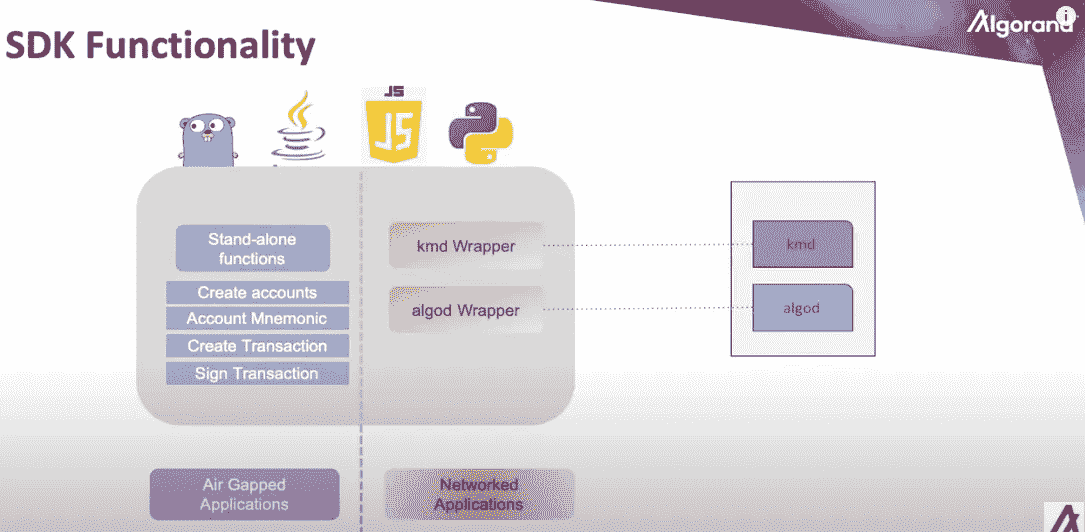 SDK Functionality
Algorand
i
JS
JS
Stand-alone
functions
Create accounts
Account Mnemonic
Create Transaction
Sign Transaction
kmd Wrapper
algod Wrapper
kmd
algod
Air Gapped
Applications
Networked
Applications